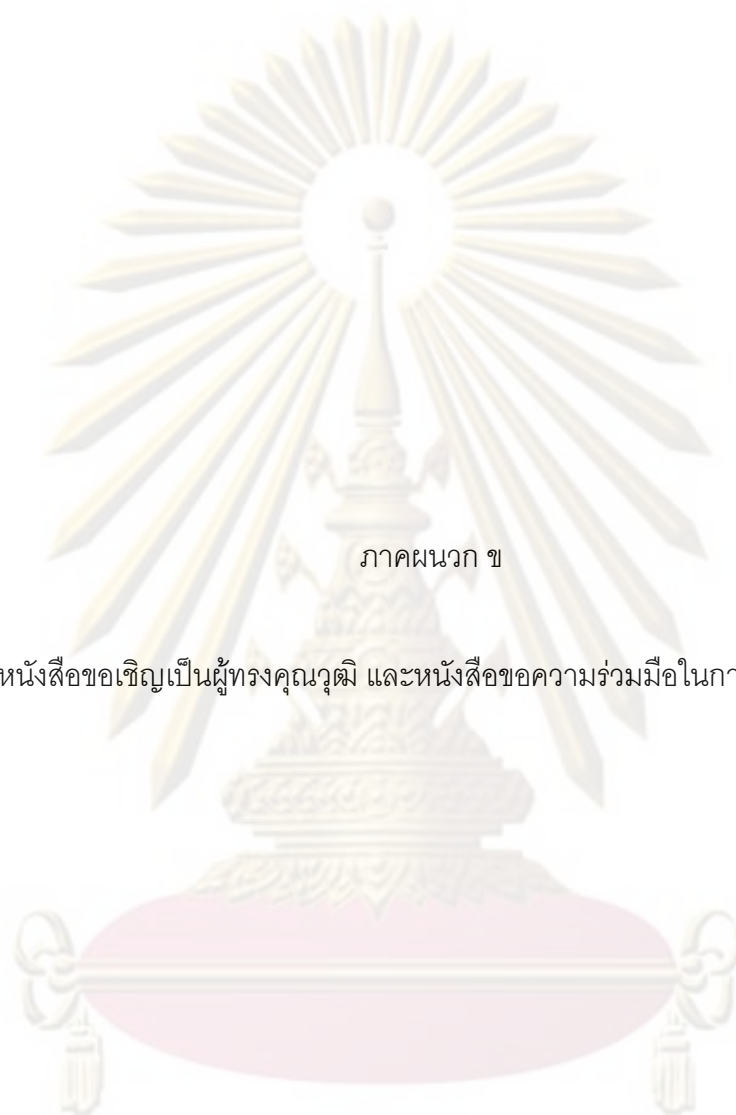 ภาคผนวก ข
หนังสือขอเชิญเป็นผู้ทรงคุณวุฒิ และหนังสือขอความร่วมมือในกา